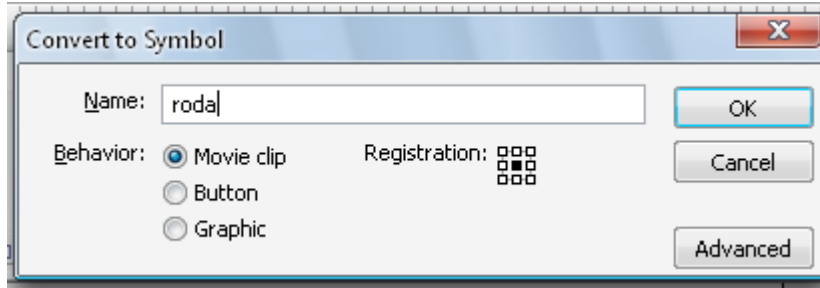 Convert to Symbol
Name: roda
OK
Behavior: Movie clip Registration: Cancel
Button
Graphic
Advanced